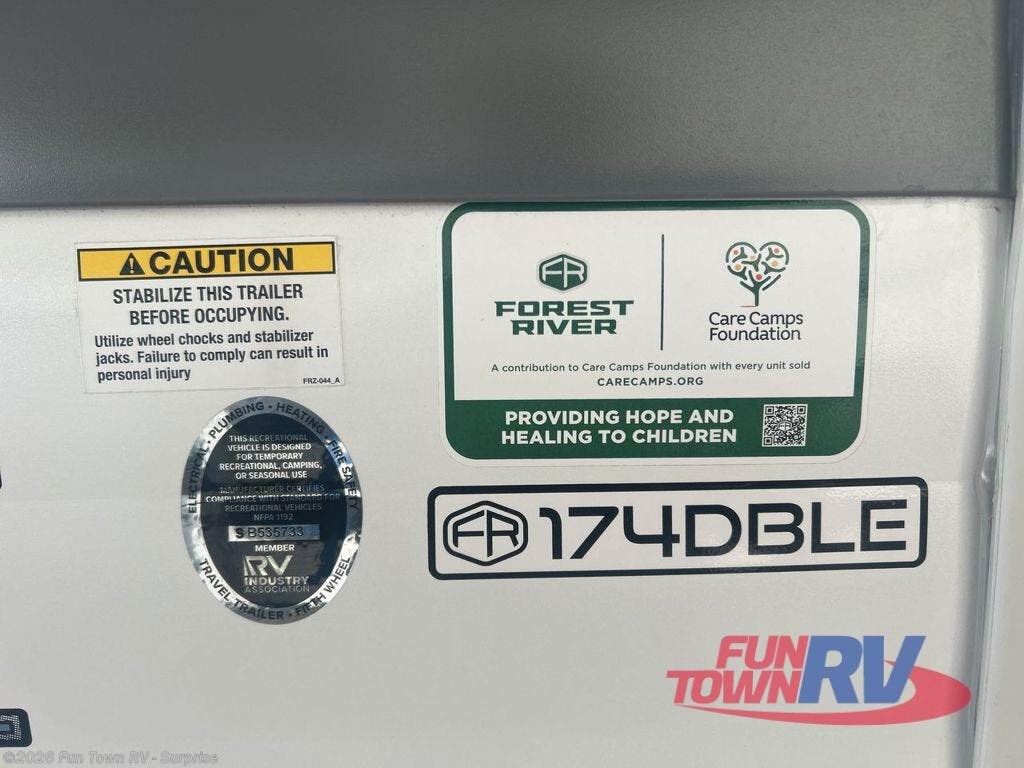 CAUTION
STABILIZE THIS TRAILER
BEFORE OCCUPYING.
Utilize wheel chocks and stabilizer
jacks. Failure to comply can result in
personal injury
FRZ-044_A
FR
FOREST
RIVER
Care Camps
Foundation
A contribution to Care Camps Foundation with every unit sold
CARECAMPS.ORG
PROVIDING HOPE AND
HEALING TO CHILDREN
ELECTRICAL • PLUMBING • HEATING • FIRE SAFETY
THIS RECREATIONAL
VEHICLE IS DESIGNED
FOR TEMPORARY
RECREATIONAL, CAMPING,
OR SEASONAL USE
MANUFACTURER CERTIFIES
COMPLIANCE WITH STANDARD FOR
RECREATIONAL VEHICLES
NFPA 1192
S B535733
MEMBER
RV
INDUSTRY
ASSOCIATION
TRAVEL TRAILER • FIFTH WHEEL
FR 174DBLE
FUN
TOWN RV
©2026 Fun Town RV - Surprise